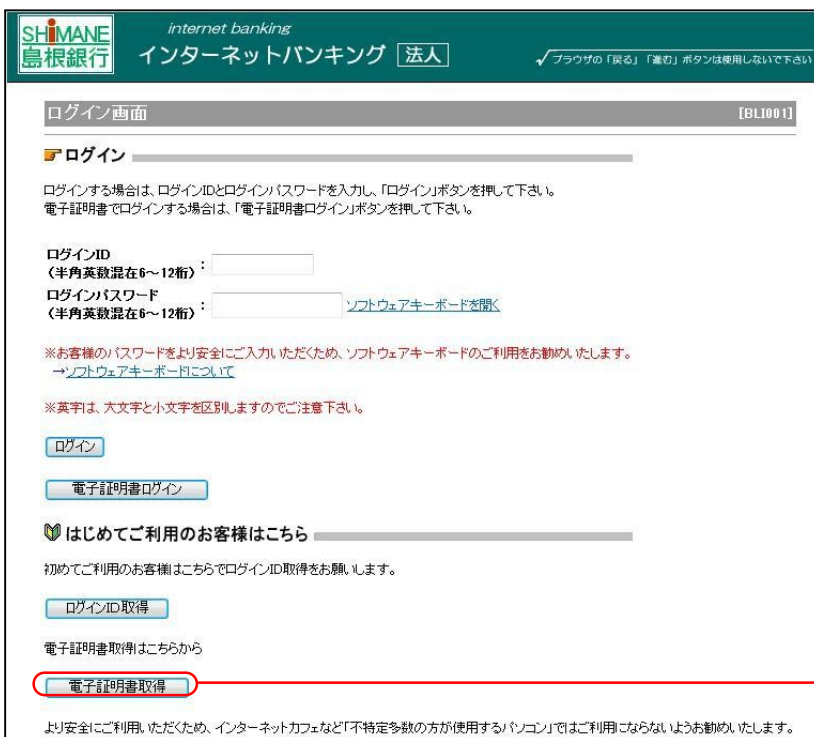 SHIMANE
島根銀行
internet banking
インターネットバンキング 法人
√ブラウザの「戻る」「進む」ボタンは使用しないで下さい
ログイン画面 [BLI001]
ログイン
ログインする場合は、ログインIDとログインパスワードを入力し、「ログイン」ボタンを押して下さい。
電子証明書でログインする場合は、「電子証明書ログイン」ボタンを押して下さい。
ログインID
(半角英数混在6～12桁) :
ログインパスワード
(半角英数混在6～12桁) : ソフトウェアキーボードを開く
※お客様のパスワードをより安全にご入力いただくため、ソフトウェアキーボードのご利用をお勧めいたします。
→ソフトウェアキーボードについて
※英字は、大文字と小文字を区別しますのでご注意下さい。
ログイン
電子証明書ログイン
はじめてご利用のお客様はこちら
初めてご利用のお客様はこちらでログインID取得をお願いします。
ログインID取得
電子証明書取得はこちらから
電子証明書取得
より安全にご利用いただくため、インターネットカフェなど「不特定多数の方が使用するパソコン」ではご利用にならないようお勧めいたします。